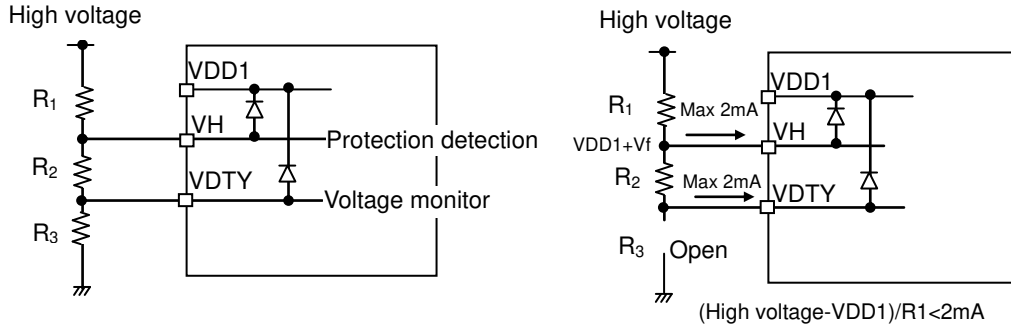 High voltage
VDD1
R1
VH
Protection detection
R2
VDTY
Voltage monitor
R3
High voltage
VDD1
R1
Max 2mA
VH
VDD1+Vf
R2
Max 2mA
VDTY
R3
Open
(High voltage-VDD1)/R1<2mA